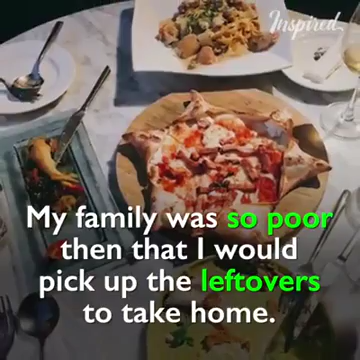 Inspired
My family was so poor
then that I would
pick up the leftovers
to take home.